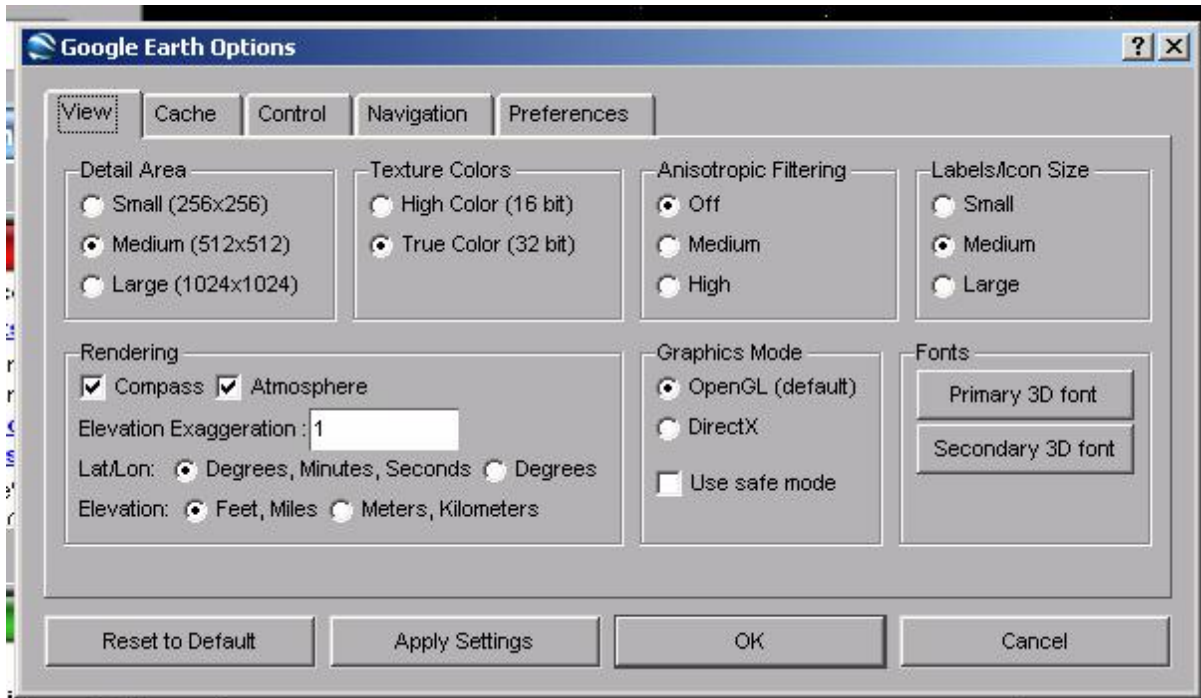 Google Earth Options
View Cache Control Navigation Preferences
Detail Area
Small (256x256)
Medium (512x512)
Large (1024x1024)
Texture Colors
High Color (16 bit)
True Color (32 bit)
Anisotropic Filtering
Off
Medium
High
Labels/Icon Size
Small
Medium
Large
Rendering
Compass Atmosphere
Elevation Exaggeration : 1
Lat/Lon: Degrees, Minutes, Seconds Degrees
Elevation: Feet, Miles Meters, Kilometers
Graphics Mode
OpenGL (default)
DirectX
Use safe mode
Fonts
Primary 3D font
Secondary 3D font
Reset to Default Apply Settings OK Cancel